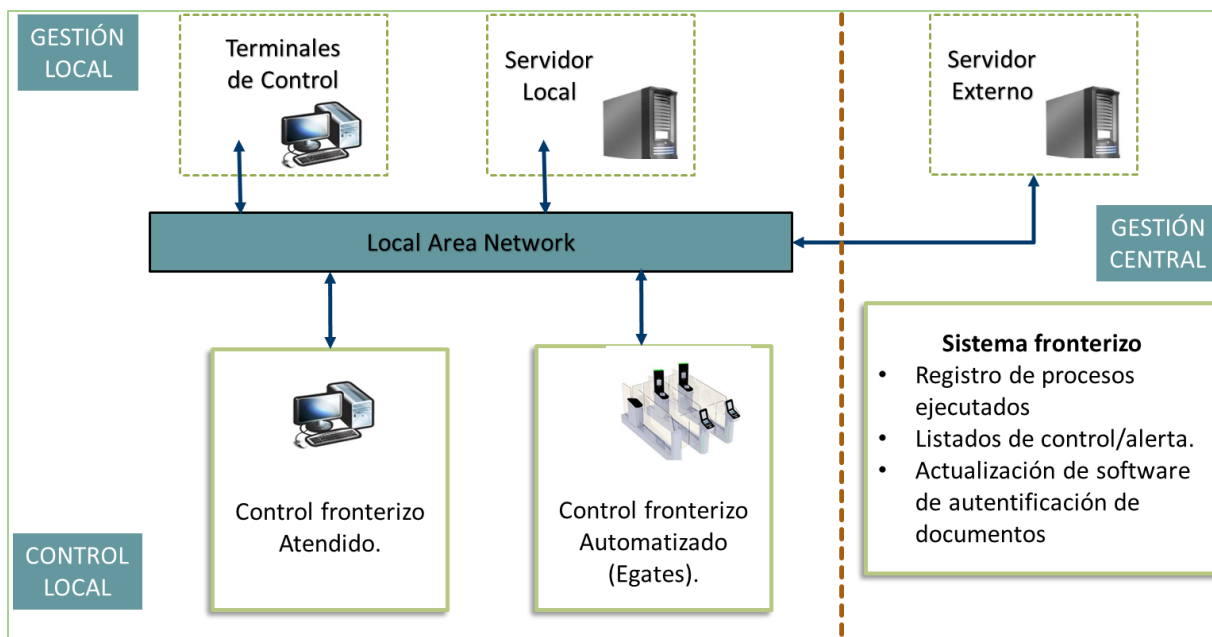 GESTIÓN
LOCAL
Terminales
de Control
Servidor
Local
Servidor
Externo
Local Area Network
GESTIÓN
CENTRAL
Control fronterizo
Atendido.
Control fronterizo
Automatizado
(Egates).
Sistema fronterizo
• Registro de procesos
ejecutados
• Listados de control/alerta.
• Actualización de software
de autentificación de
documentos
CONTROL
LOCAL